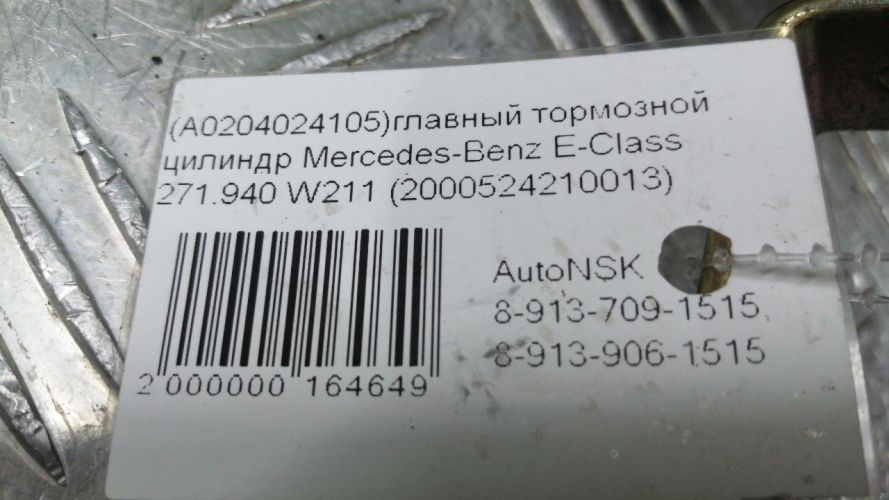 (A0204024105)главный тормозной
цилиндр Mercedes-Benz E-Class
271.940 W211 (2000524210013)
AutoNSK
8-913-709-1515,
8-913-906-1515
2 000000 164649